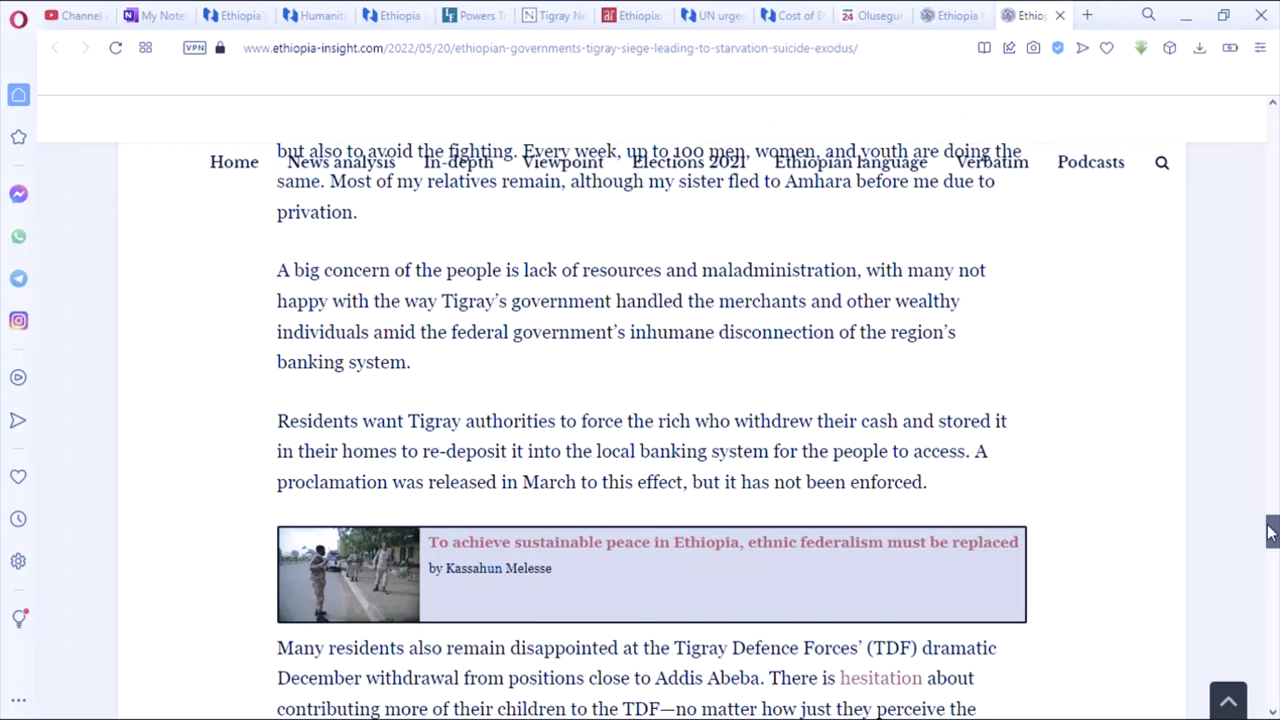 Channel
My Note
Ethiopia'
Humanit
Ethiopia
Powers T
Tigray Ne
Ethiopia:
UN urge
Cost of E
Olusegu
Ethiopia
Ethiop
VPN
www.ethiopia-insight.com/2022/05/20/ethiopian-governments-tigray-siege-leading-to-starvation-suicide-exodus/
but also to avoid the fighting. Every week, up to 100 men, women, and youth are doing the
Home News analysis In-depth Viewpoint Elections 2021 Ethiopian language Verbatim Podcasts
same. Most of my relatives remain, although my sister fled to Amhara before me due to
privation.
A big concern of the people is lack of resources and maladministration, with many not
happy with the way Tigray's government handled the merchants and other wealthy
individuals amid the federal government's inhumane disconnection of the region's
banking system.
Residents want Tigray authorities to force the rich who withdrew their cash and stored it
in their homes to re-deposit it into the local banking system for the people to access. A
proclamation was released in March to this effect, but it has not been enforced.
To achieve sustainable peace in Ethiopia, ethnic federalism must be replaced
by Kassahun Melesse
Many residents also remain disappointed at the Tigray Defence Forces' (TDF) dramatic
December withdrawal from positions close to Addis Abeba. There is hesitation about
contributing more of their children to the TDF—no matter how just they perceive the